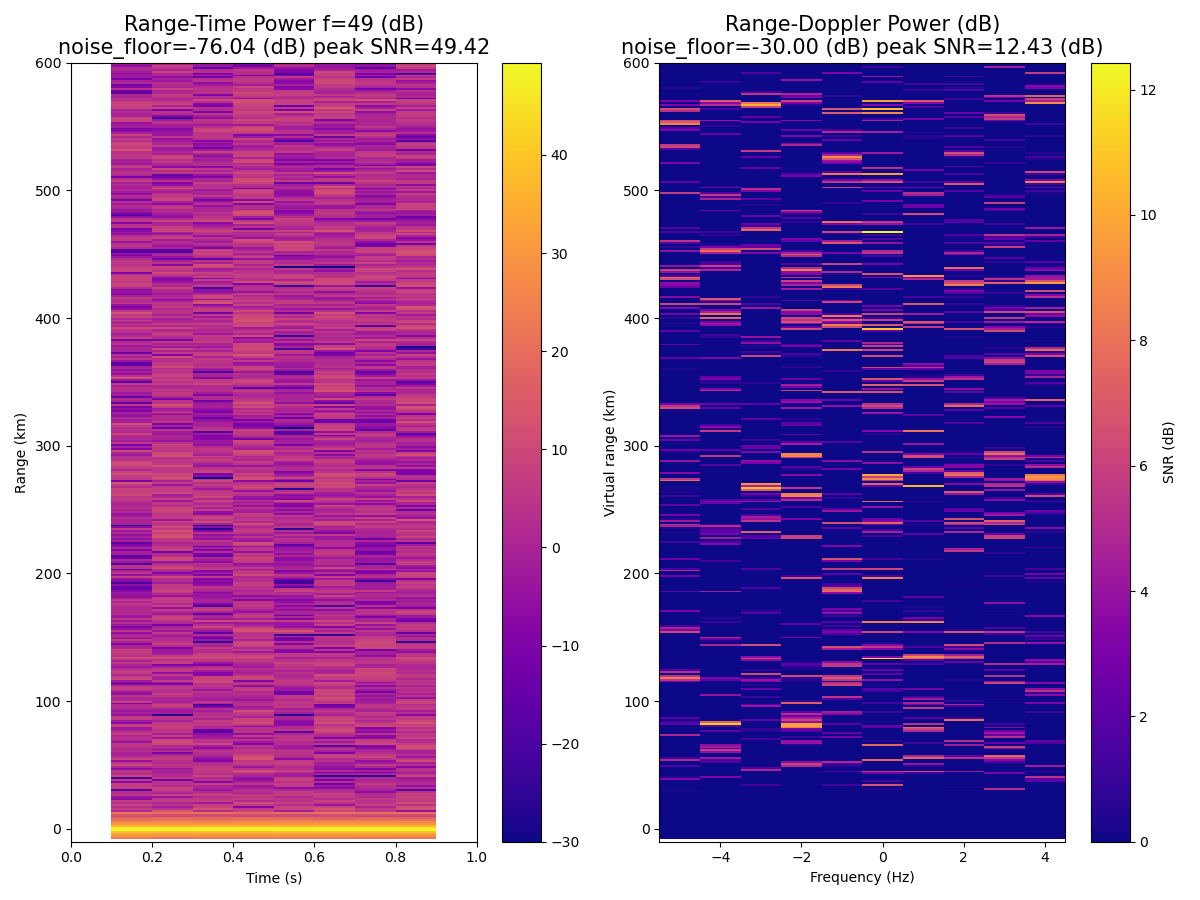 Range-Time Power f=49 (dB)
noise_floor=-76.04 (dB) peak SNR=49.42
600
500
400
300
200
100
0
Range (km)
0.0 0.2 0.4 0.6 0.8 1.0
Time (s)
40
30
20
10
0
−10
−20
−30
Range-Doppler Power (dB)
noise_floor=-30.00 (dB) peak SNR=12.43 (dB)
600
500
400
300
200
100
0
Virtual range (km)
−4 −2 0 2 4
Frequency (Hz)
12
10
8
6
4
2
0
SNR (dB)